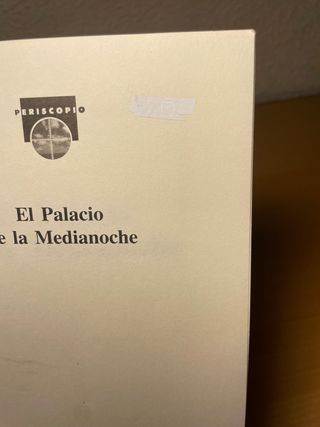 PERISCOPIO
El Palacio
e la Medianoche